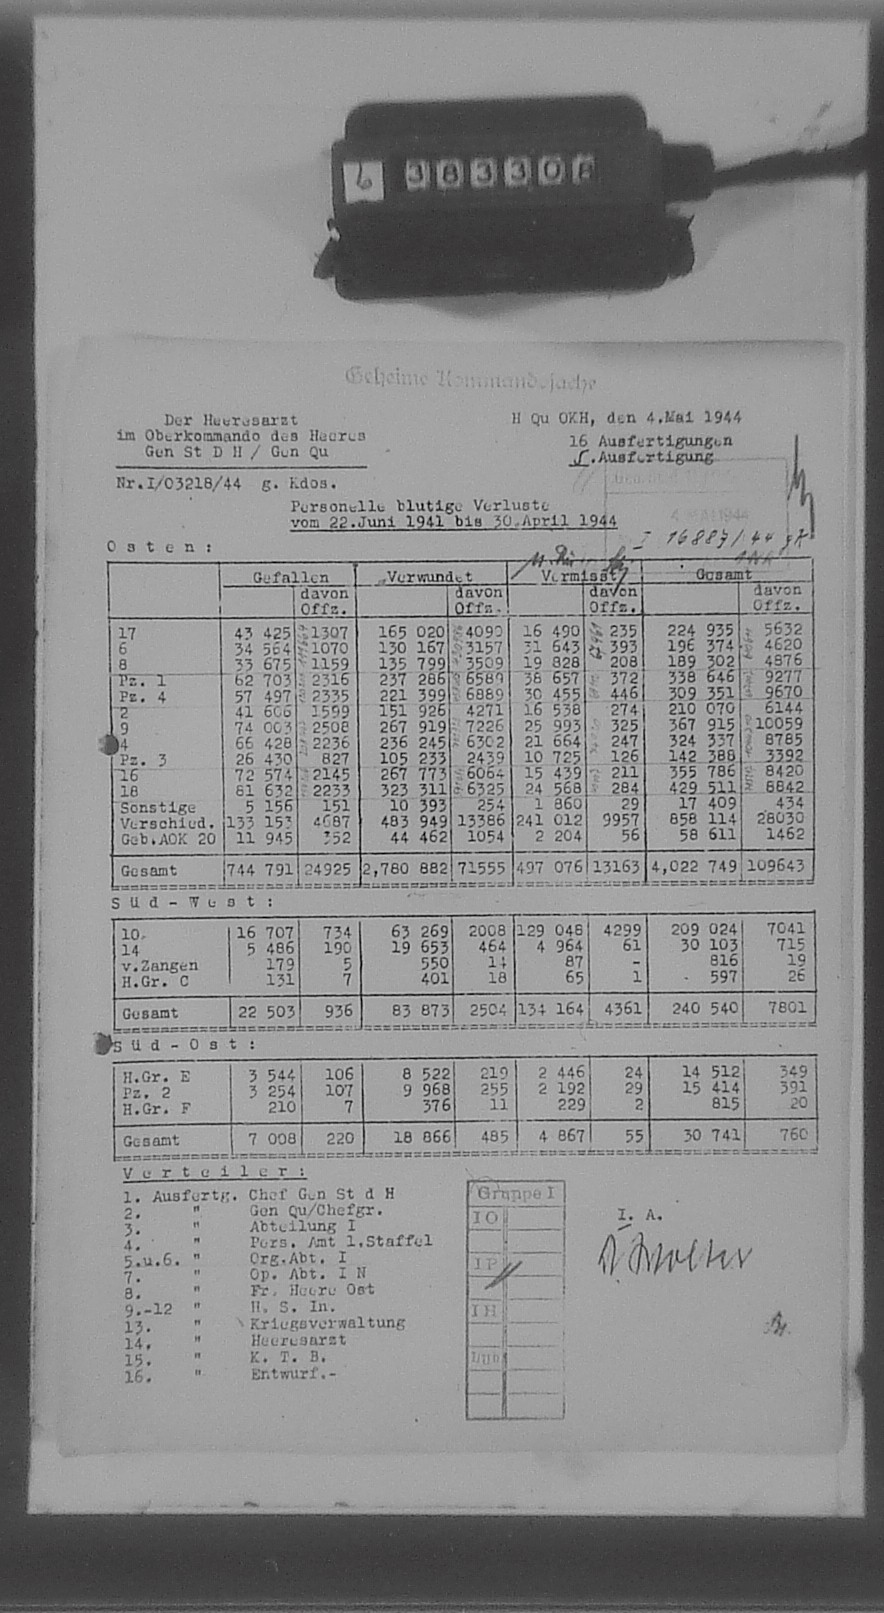 6 38330
Geheime Kommandosache
Der Heeresarzt
im Oberkommando des Heeres
Gen St D H / Gen Qu
H Qu OKH, den 4.Mai 1944
16 Ausfertigungen
5.Ausfertigung
Nr.I/03218/44 g. Kdos.
4. MAI 1944
Personelle blutige Verluste
vom 22.Juni 1941 bis 30.April 1944
I 16887/44 gK
Osten:
Gefallen Verwundet Vermisst Gesamt
davon Offz. davon Offz. davon Offz. davon Offz.
17 43 425 1307 165 020 4090 16 490 235 224 935 5632
6 34 564 1070 130 167 3157 31 643 393 196 374 4620
8 33 675 1159 135 799 3509 19 828 208 189 302 4876
Pz. 1 62 703 2316 237 286 6589 38 657 372 338 646 9277
Pz. 4 57 497 2335 221 399 6889 30 455 446 309 351 9670
2 41 606 1599 151 926 4271 16 538 274 210 070 6144
9 74 003 2508 267 919 7226 25 993 325 367 915 10059
4 66 428 2236 236 245 6302 21 664 247 324 337 8785
Pz. 3 26 430 827 105 233 2439 10 725 126 142 388 3392
16 72 574 2145 267 773 6064 15 439 211 355 786 8420
18 81 632 2233 323 311 6325 24 568 284 429 511 8842
Sonstige 5 156 151 10 393 254 1 860 29 17 409 434
Verschied. 133 153 4687 483 949 13386 241 012 9957 858 114 28030
Geb.AOK 20 11 945 352 44 462 1054 2 204 56 58 611 1462
Gesamt 744 791 24925 2,780 882 71555 497 076 13163 4,022 749 109643
Süd-West:
10. 16 707 734 63 269 2008 129 048 4299 209 024 7041
14 5 486 190 19 653 464 4 964 61 30 103 715
v.Zangen 179 5 550 14 87 - 816 19
H.Gr. C 131 7 401 18 65 1 597 26
Gesamt 22 503 936 83 873 2504 134 164 4361 240 540 7801
Süd-Ost:
H.Gr. E 3 544 106 8 522 219 2 446 24 14 512 349
Pz. 2 3 254 107 9 968 255 2 192 29 15 414 391
H.Gr. F 210 7 376 11 229 2 815 20
Gesamt 7 008 220 18 866 485 4 867 55 30 741 760
Verteiler:
1. Ausfertg. Chef Gen St d H
2. " Gen Qu/Chefgr.
3. " Abteilung I
4. " Pers. Amt 1.Staffel
5.u.6. " Org.Abt. I
7. " Op. Abt. I N
8. " Fr. Heere Ost
9.-12 " H. S. In.
13. " Kriegsverwaltung
14. " Heeresarzt
15. " K. T. B.
16. " Entwurf.-
Gruppe I
I O
I P
I H
I. A.